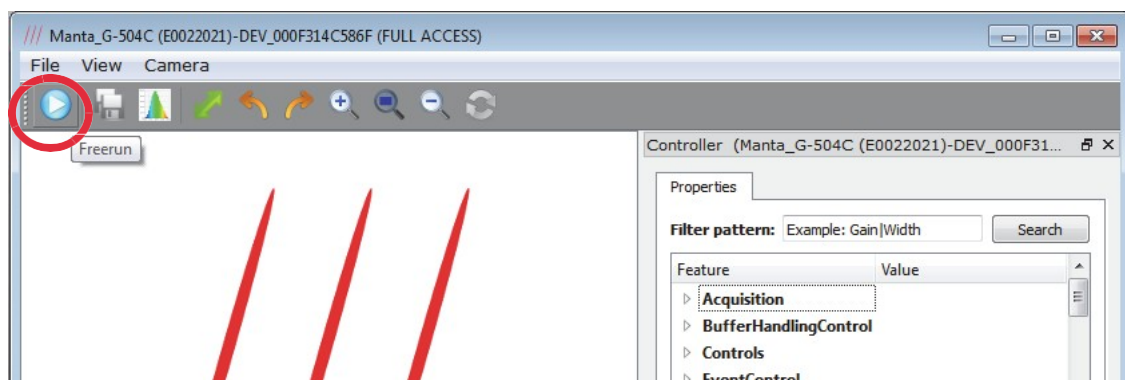 Manta_G-504C (E0022021)-DEV_000F314C586F (FULL ACCESS)
File View Camera
Freerun
Controller (Manta_G-504C (E0022021)-DEV_000F31...
Properties
Filter pattern: Example: Gain|Width Search
Feature Value
Acquisition
BufferHandlingControl
Controls
EventControl